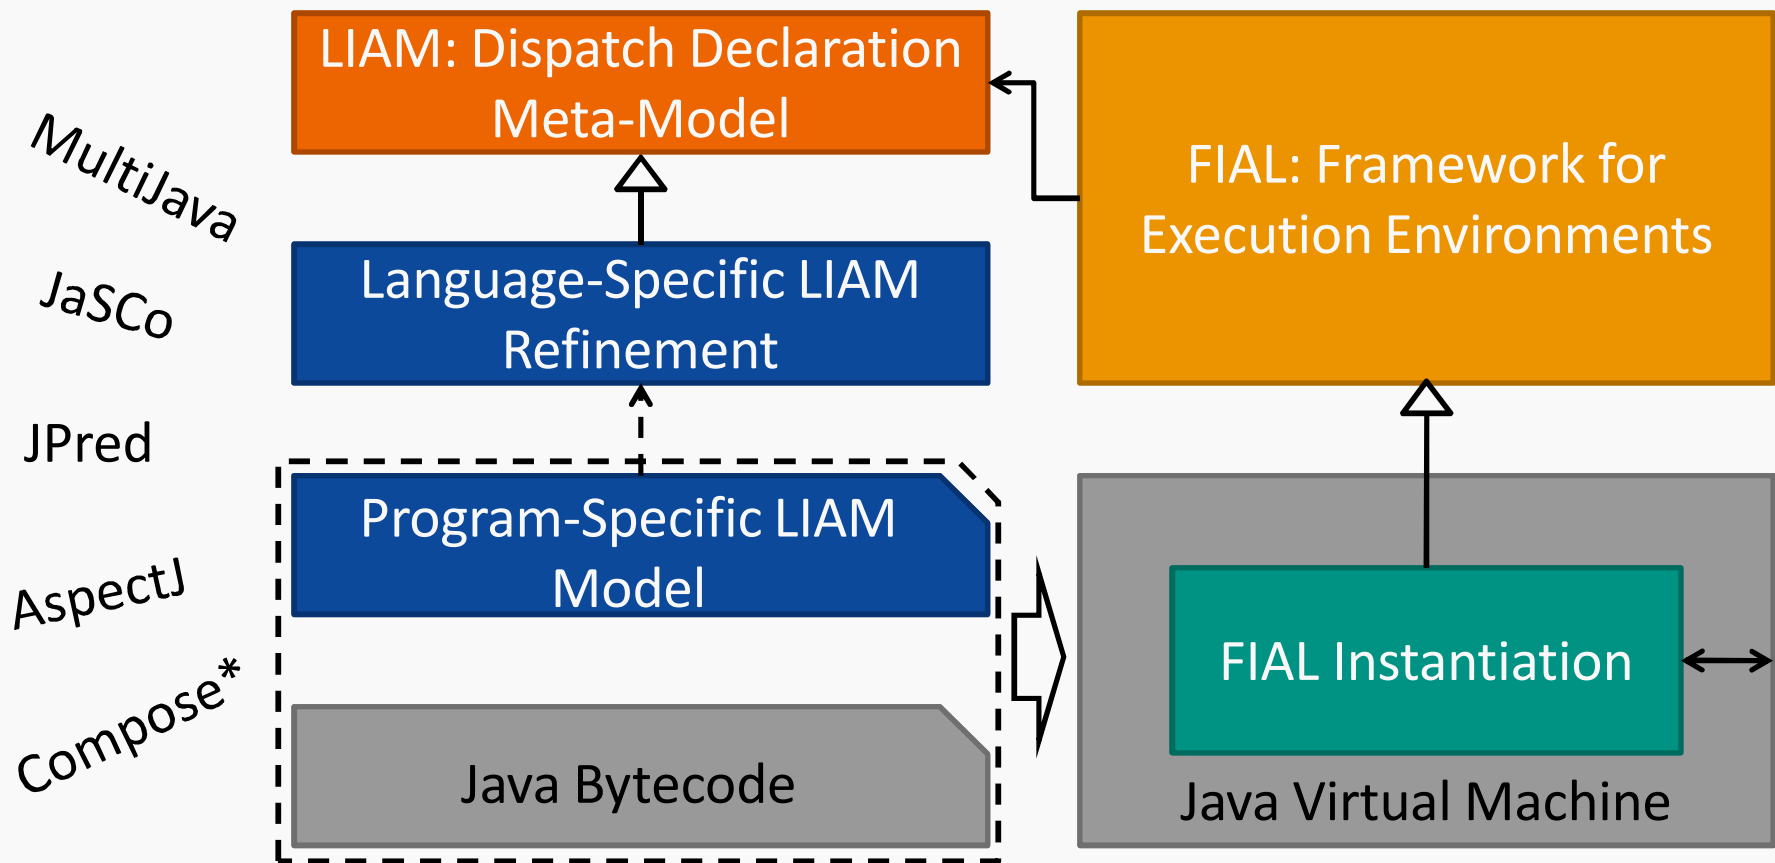 LIAM: Dispatch Declaration
Meta-Model
FIAL: Framework for
Execution Environments
MultiJava
JaSCo
JPred
AspectJ
Compose*
Language-Specific LIAM
Refinement
Program-Specific LIAM
Model
Java Bytecode
FIAL Instantiation
Java Virtual Machine